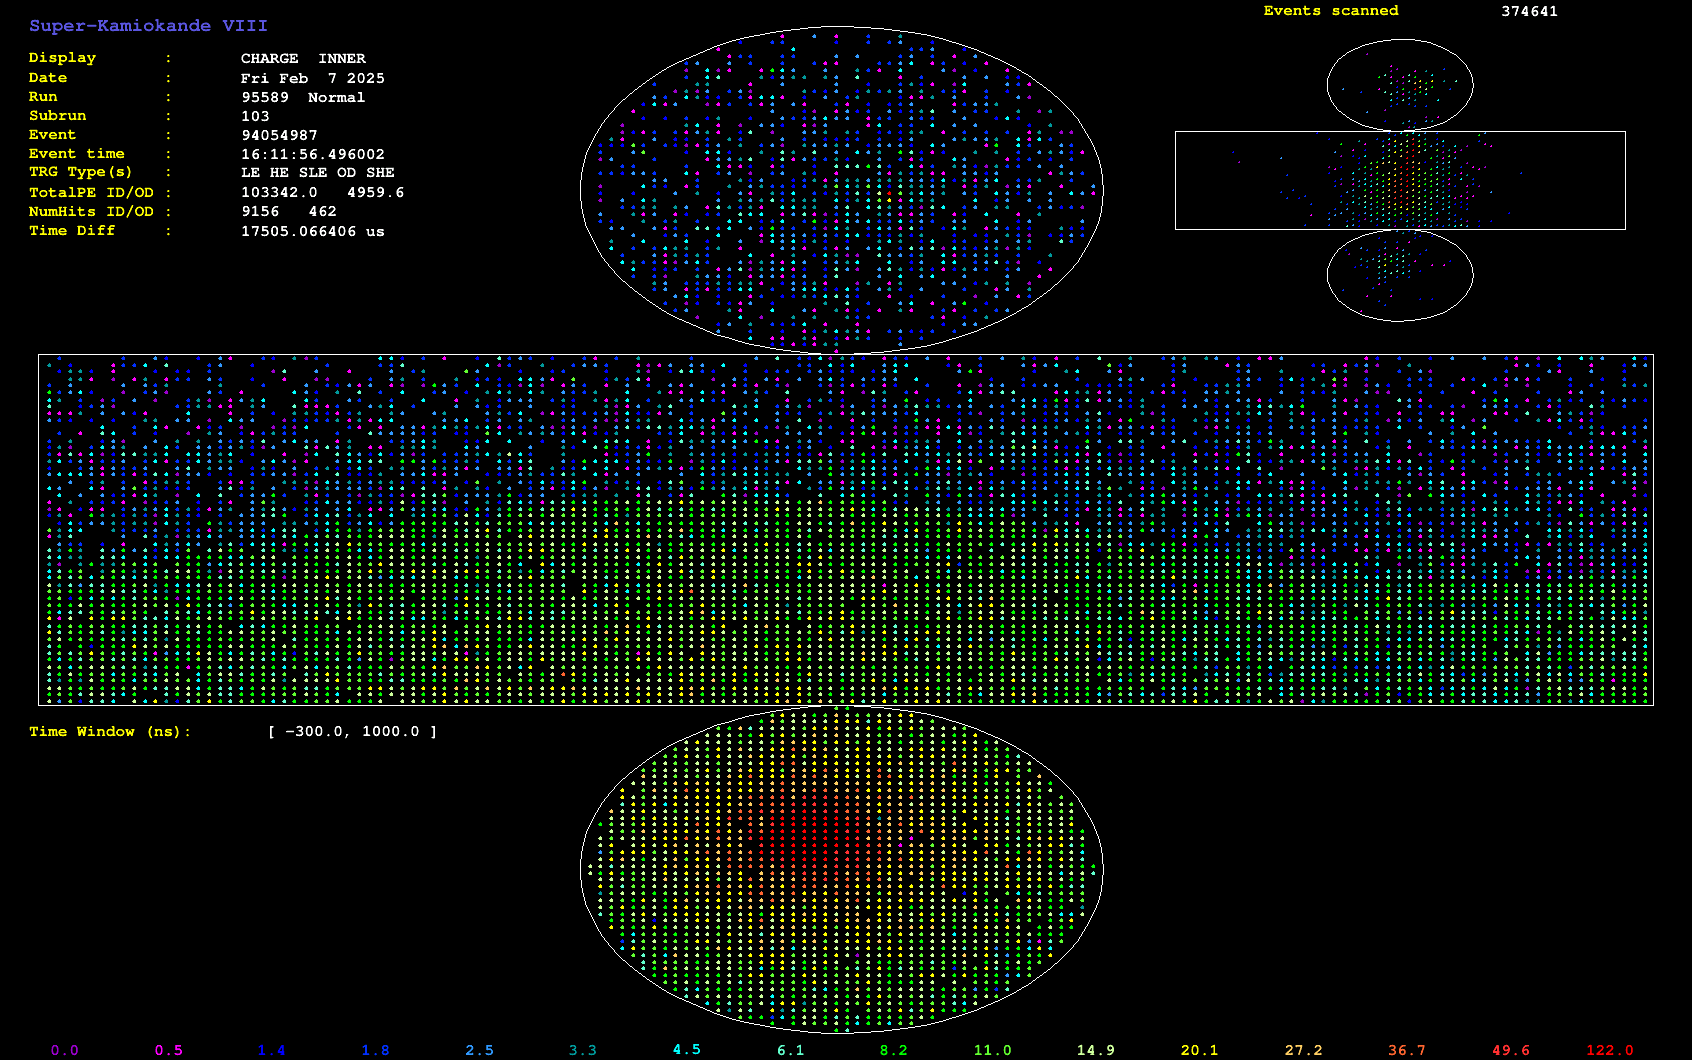 Super-Kamiokande VIII
Events scanned 374641
Display : CHARGE INNER
Date : Fri Feb 7 2025
Run : 95589 Normal
Subrun : 103
Event : 94054987
Event time : 16:11:56.496002
TRG Type(s) : LE HE SLE OD SHE
TotalPE ID/OD : 103342.0 4959.6
NumHits ID/OD : 9156 462
Time Diff : 17505.066406 us
Time Window (ns): [ -300.0, 1000.0 ]
0.0 0.5 1.4 1.8 2.5 3.3 4.5 6.1 8.2 11.0 14.9 20.1 27.2 36.7 49.6 122.0